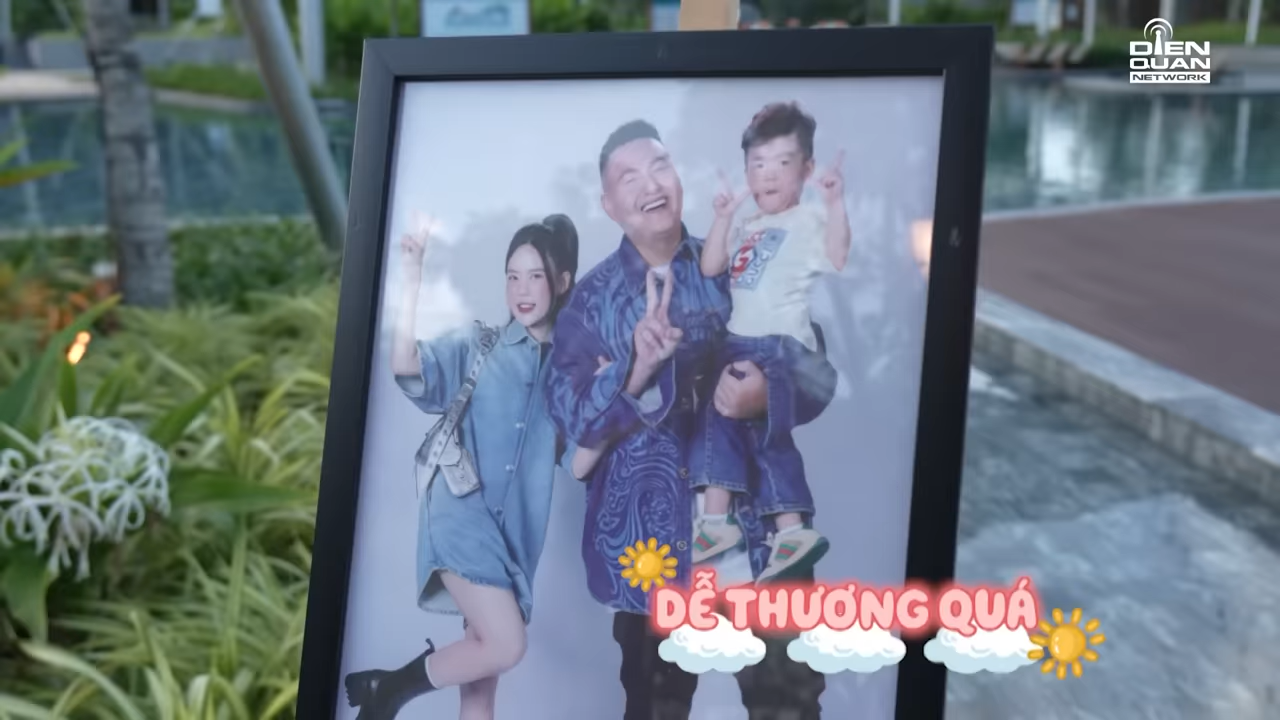 DIEN
QUAN
NETWORK
DỄ THƯƠNG QUÁ